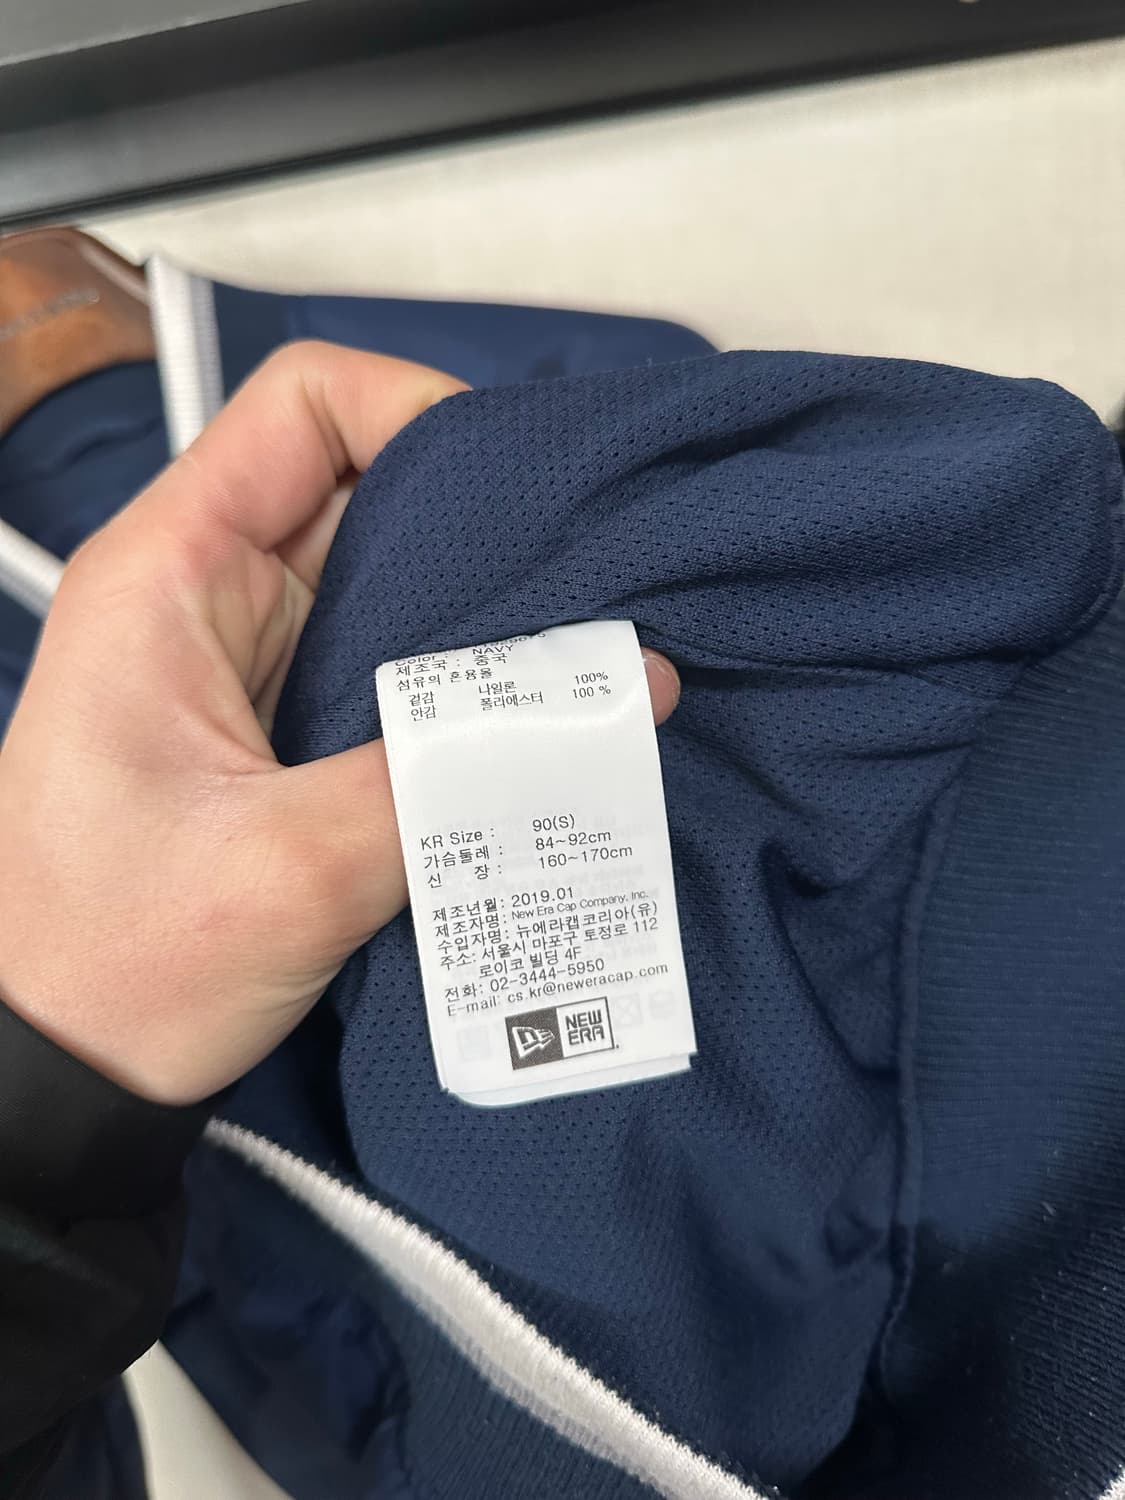 Color : NAVY
제조국 : 중국
섬유의 혼용율
겉감 나일론 100%
안감 폴리에스터 100 %
KR Size : 90(S)
가슴둘레 : 84~92cm
신 장 : 160~170cm
제조년월: 2019.01
제조자명: New Era Cap Company. Inc.
수입자명: 뉴에라캡코리아(유)
주소: 서울시 마포구 토정로 112
로이코 빌딩 4F
전화: 02-3444-5950
E-mail: cs.kr@neweracap.com
NEW
ERA